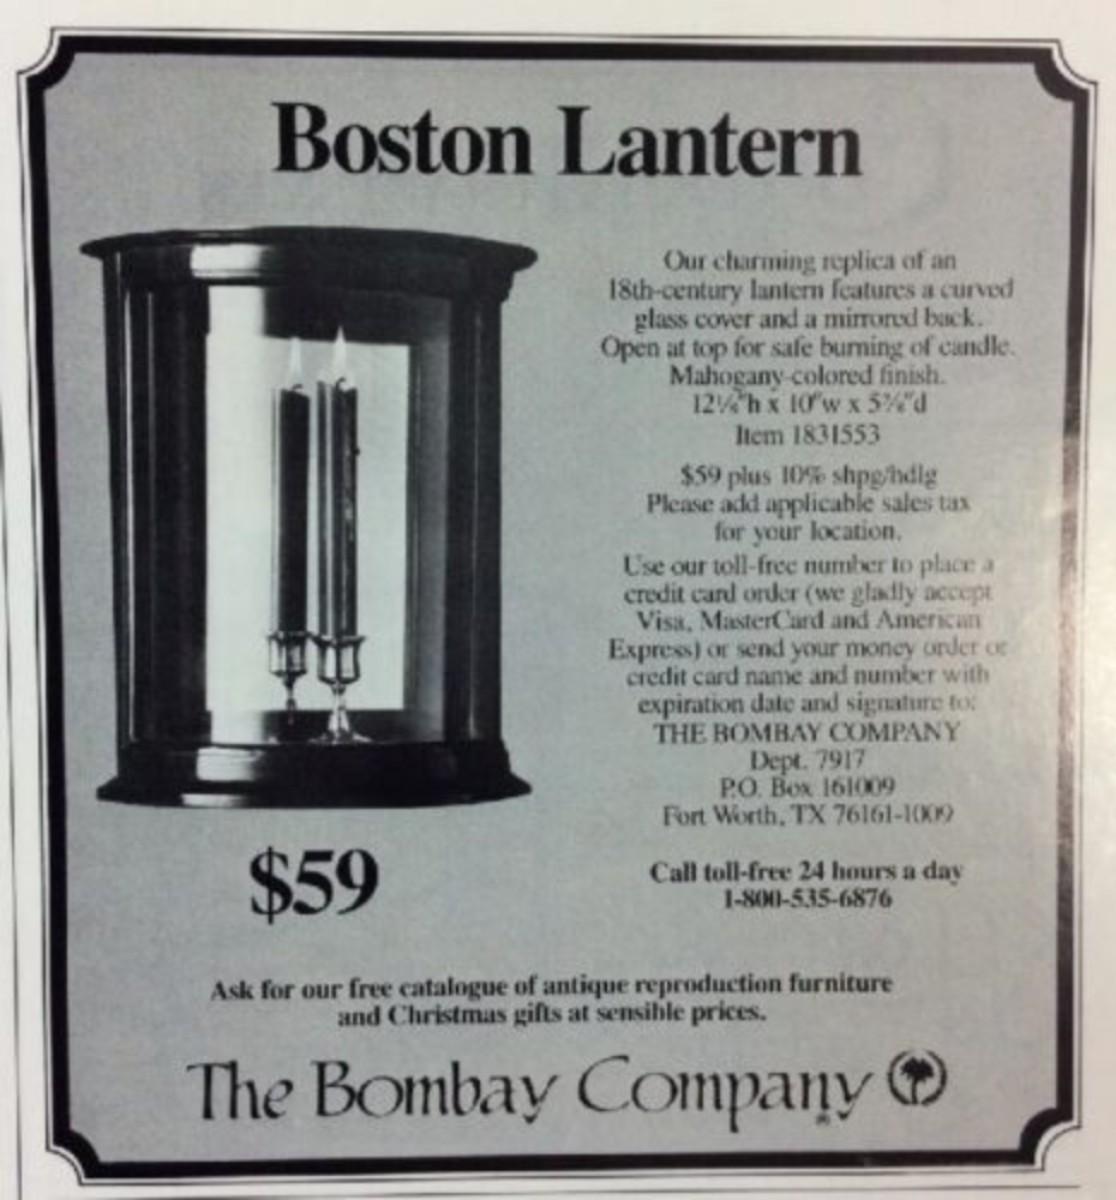 Boston Lantern
Our charming replica of an
18th-century lantern features a curved
glass cover and a mirrored back.
Open at top for safe burning of candle.
Mahogany-colored finish.
h x 10"w x
Item 1831553
$59 plus 10% shpg/hdlg
Please add applicable sales tax
for your location.
Use our toll-free number to place a
credit card order (we gladly accept
Visa, MasterCard and American
Express) or send your money order or
credit card name and number with
expiration date and signature to:
THE BOMBAY COMPANY
Dept. 7917
P.O. Box 161009
Fort Worth, TX 76161-1009
$59
Call toll-free 24 hours a day
1-800-535-6876
Ask for our free catalogue of antique reproduction furniture
and Christmas gifts at sensible prices.
The Bombay Company®